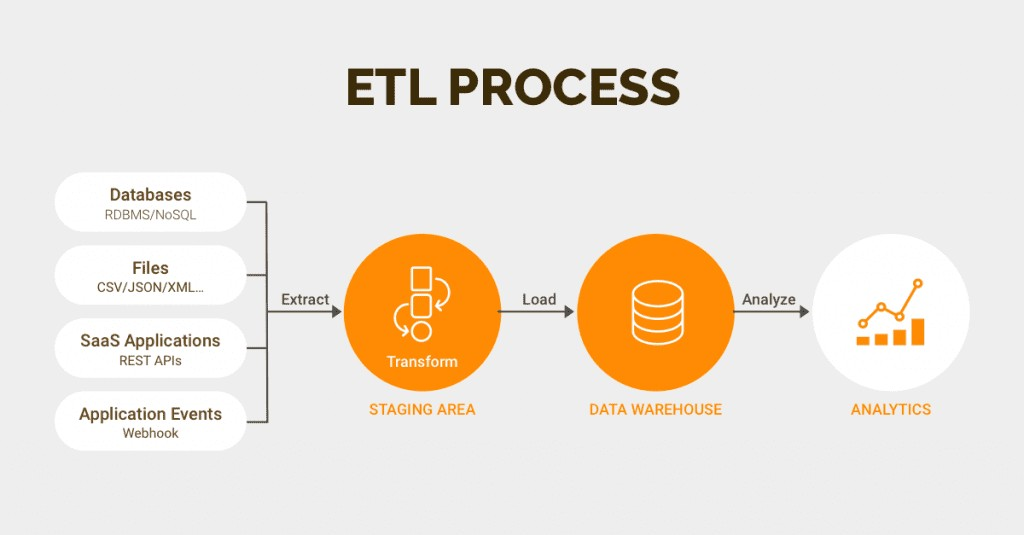 ETL PROCESS
Databases
RDBMS/NoSQL
Files
CSV/JSON/XML...
SaaS Applications
REST APIs
Application Events
Webhook
Extract
Transform
STAGING AREA
Load
DATA WAREHOUSE
Analyze
ANALYTICS